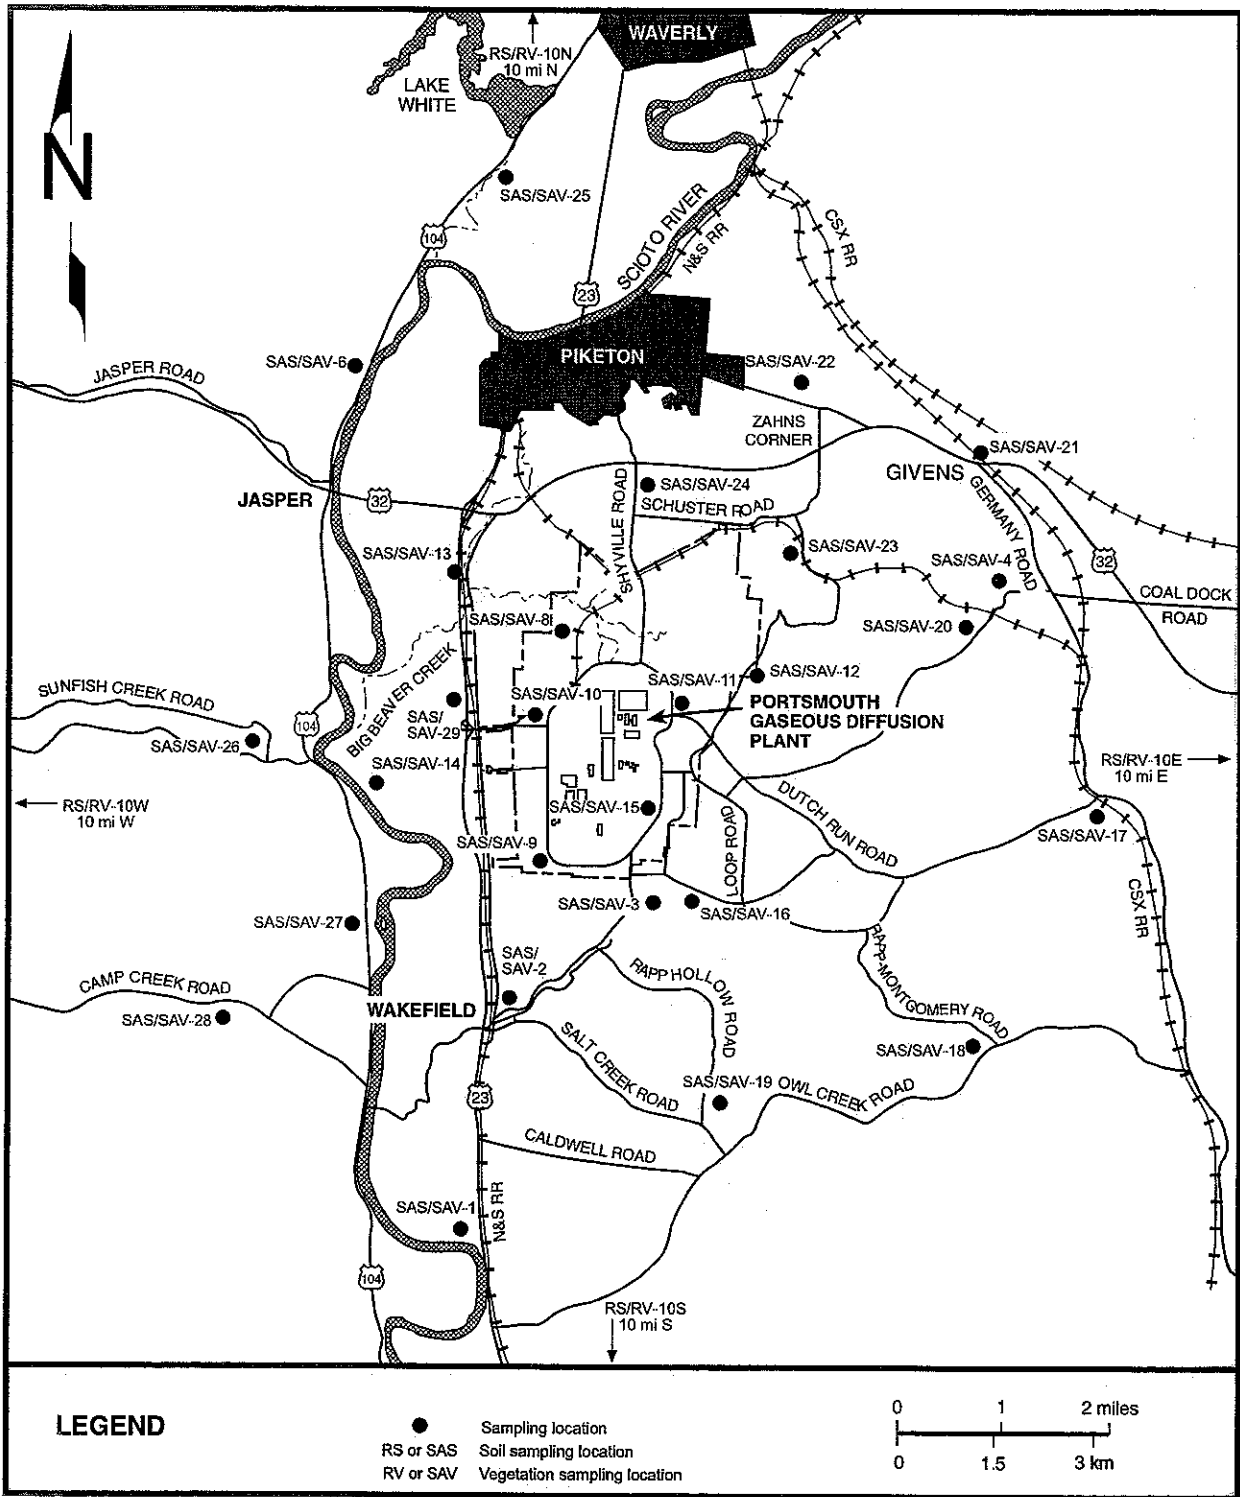 WAVERLY
RS/RV-10N
10 mi N
LAKE
WHITE
N
SAS/SAV-25
104
SCIOTO RIVER
N&S RR
CSX RR
23
PIKETON
SAS/SAV-6
SAS/SAV-22
JASPER ROAD
ZAHNS
CORNER
SAS/SAV-21
GIVENS
JASPER
32
SAS/SAV-24
SHYVILLE ROAD
SCHUSTER ROAD
GERMANY ROAD
SAS/SAV-13
SAS/SAV-23
SAS/SAV-4
32
COAL DOCK
ROAD
SAS/SAV-8
SAS/SAV-20
SAS/SAV-12
SAS/SAV-11
SUNFISH CREEK ROAD
BIG BEAVER CREEK
SAS/SAV-10
PORTSMOUTH
GASEOUS DIFFUSION
PLANT
104
SAS/
SAV-29
SAS/SAV-26
SAS/SAV-14
RS/RV-10E
10 mi E
RS/RV-10W
10 mi W
SAS/SAV-15
LOOP ROAD
DUTCH RUN ROAD
SAS/SAV-17
SAS/SAV-9
CSX RR
SAS/SAV-3
SAS/SAV-16
SAS/SAV-27
SAS/
SAV-2
RAPP HOLLOW ROAD
RAPP-MONTGOMERY ROAD
CAMP CREEK ROAD
WAKEFIELD
SAS/SAV-28
SALT CREEK ROAD
SAS/SAV-18
SAS/SAV-19
OWL CREEK ROAD
23
CALDWELL ROAD
SAS/SAV-1
N&S RR
104
RS/RV-10S
10 mi S
LEGEND
Sampling location
RS or SAS Soil sampling location
RV or SAV Vegetation sampling location
0 1 2 miles
0 1.5 3 km